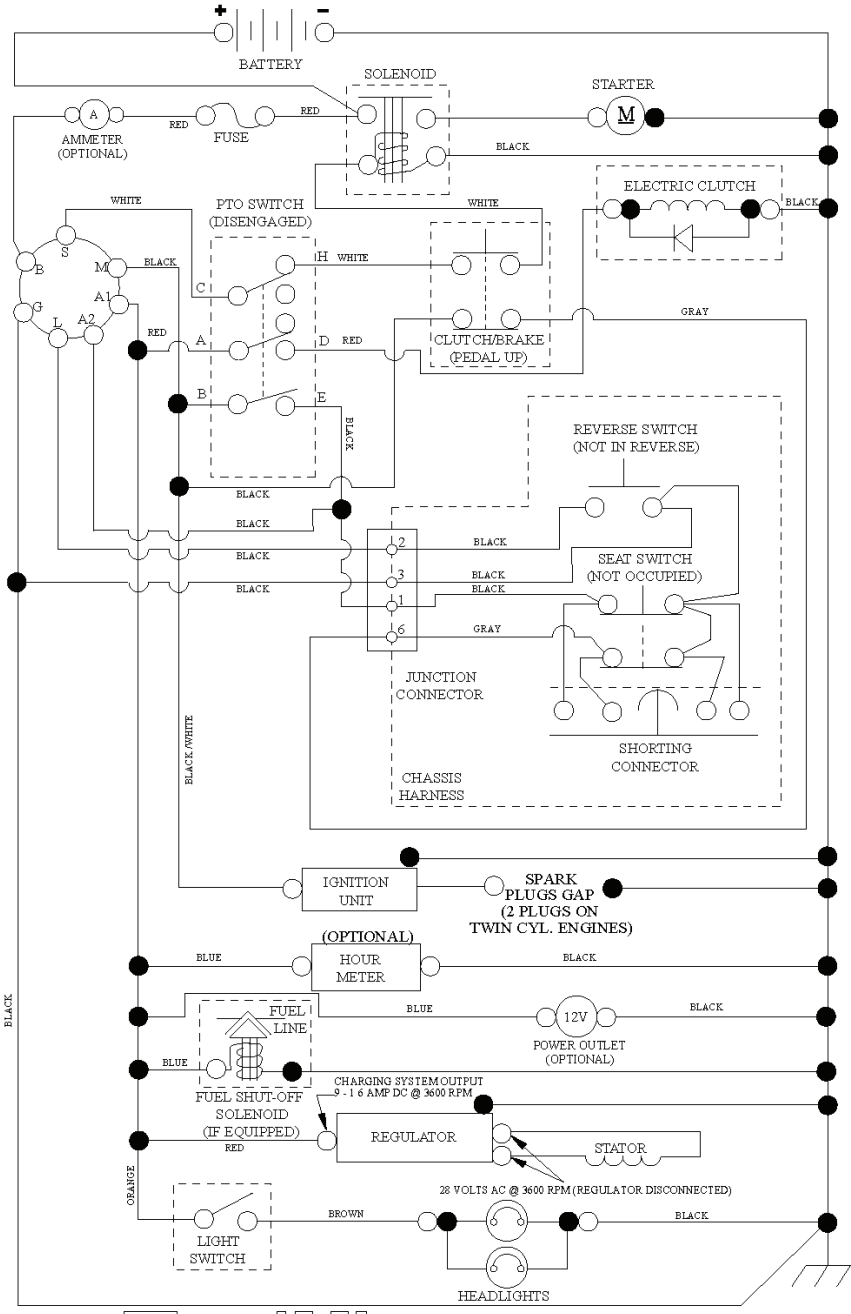 + -
BATTERY
SOLENOID
STARTER
A
RED
FUSE
RED
M
AMMETER
(OPTIONAL)
BLACK
ELECTRIC CLUTCH
WHITE
PTO SWITCH
(DISENGAGED)
WHITE
BLACK
S
B
M
BLACK
H
WHITE
C
G
A1
L
A2
RED
A
D
RED
GRAY
CLUTCH/BRAKE
(PEDAL UP)
B
E
BLACK
REVERSE SWITCH
(NOT IN REVERSE)
BLACK
BLACK
BLACK
2
BLACK
SEAT SWITCH
(NOT OCCUPIED)
BLACK
3
BLACK
BLACK
1
6
GRAY
JUNCTION
CONNECTOR
BLACK/WHITE
SHORTING
CONNECTOR
CHASSIS
HARNESS
IGNITION
UNIT
SPARK
PLUGS GAP
(2 PLUGS ON
TWIN CYL. ENGINES)
(OPTIONAL)
BLUE
HOUR
METER
BLACK
BLACK
FUEL
LINE
BLUE
12V
BLACK
POWER OUTLET
(OPTIONAL)
BLUE
CHARGING SYSTEM OUTPUT
9 - 1 6 AMP DC @ 3600 RPM
FUEL SHUT-OFF
SOLENOID
(IF EQUIPPED)
RED
REGULATOR
STATOR
ORANGE
28 VOLTS AC @ 3600 RPM (REGULATOR DISCONNECTED)
BROWN
BLACK
LIGHT
SWITCH
HEADLIGHTS